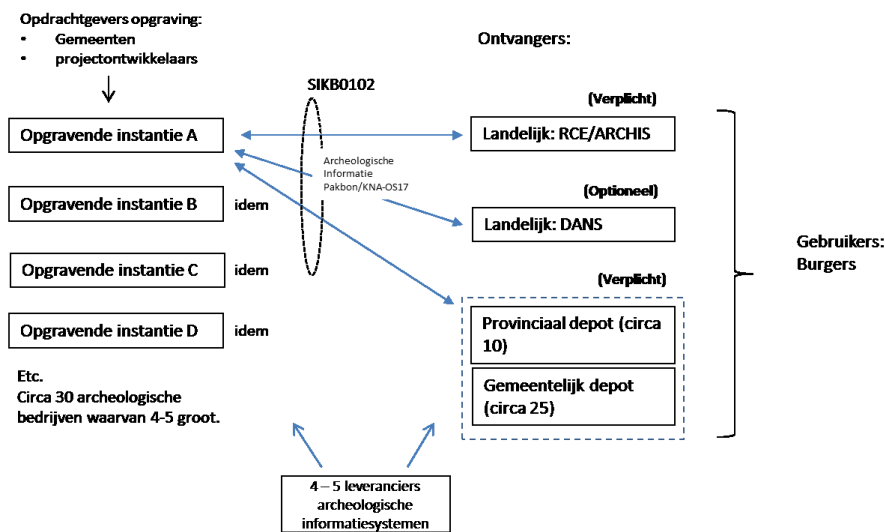 Opdrachtgevers opgraving:
• Gemeenten
• projectontwikkelaars
Opgravende instantie A
Opgravende instantie B
idem
Opgravende instantie C
idem
Opgravende instantie D
idem
Etc.
Circa 30 archeologische
bedrijven waarvan 4-5 groot.
SIKB0102
Archeologische
Informatie
Pakbon/KNA-OS17
Ontvangers:
(Verplicht)
Landelijk: RCE/ARCHIS
(Optioneel)
Landelijk: DANS
(Verplicht)
Provinciaal depot (circa
10)
Gemeentelijk depot
(circa 25)
Gebruikers:
Burgers
4 – 5 leveranciers
archeologische
informatiesystemen